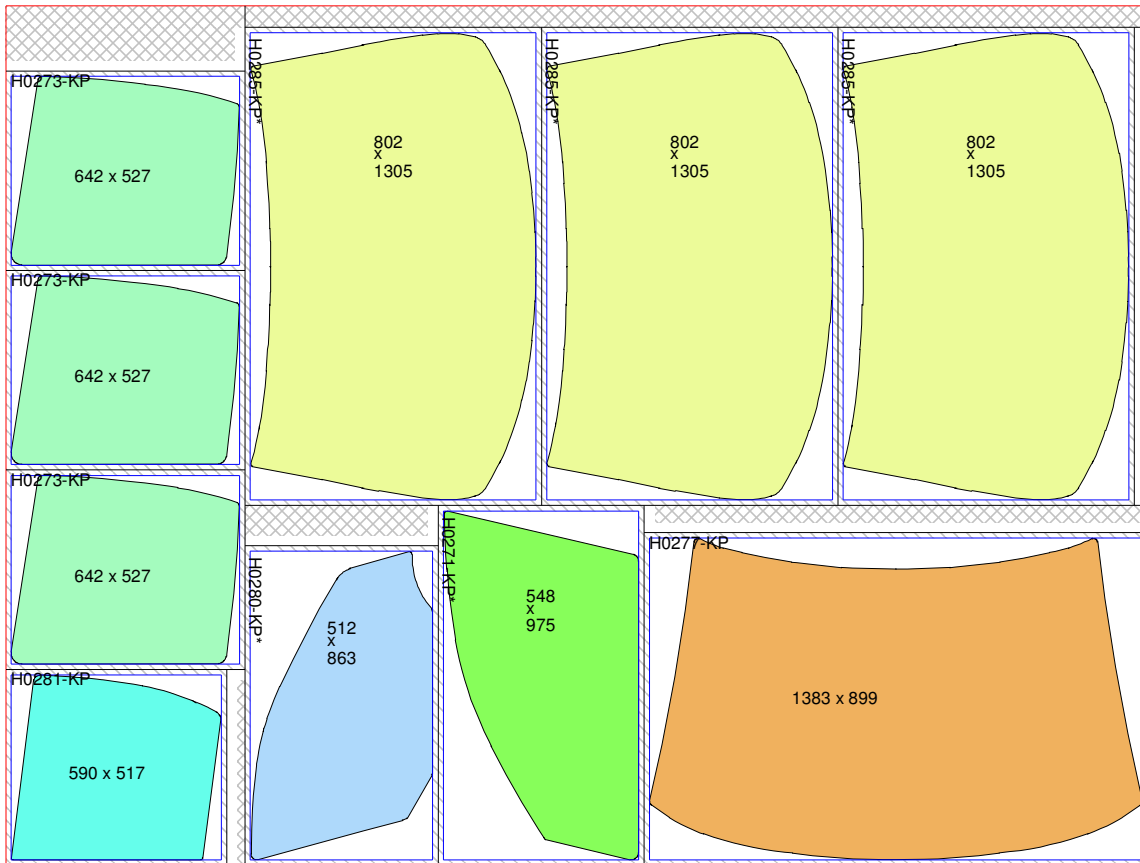 H0273-KP
642 x 527
H0273-KP
642 x 527
H0273-KP
642 x 527
H0281-KP
590 x 517
H0285-KP*
802
x
1305
H0285-KP*
802
x
1305
H0285-KP*
802
x
1305
H0280-KP*
512
x
863
H0271-KP*
548
x
975
H0277-KP
1383 x 899